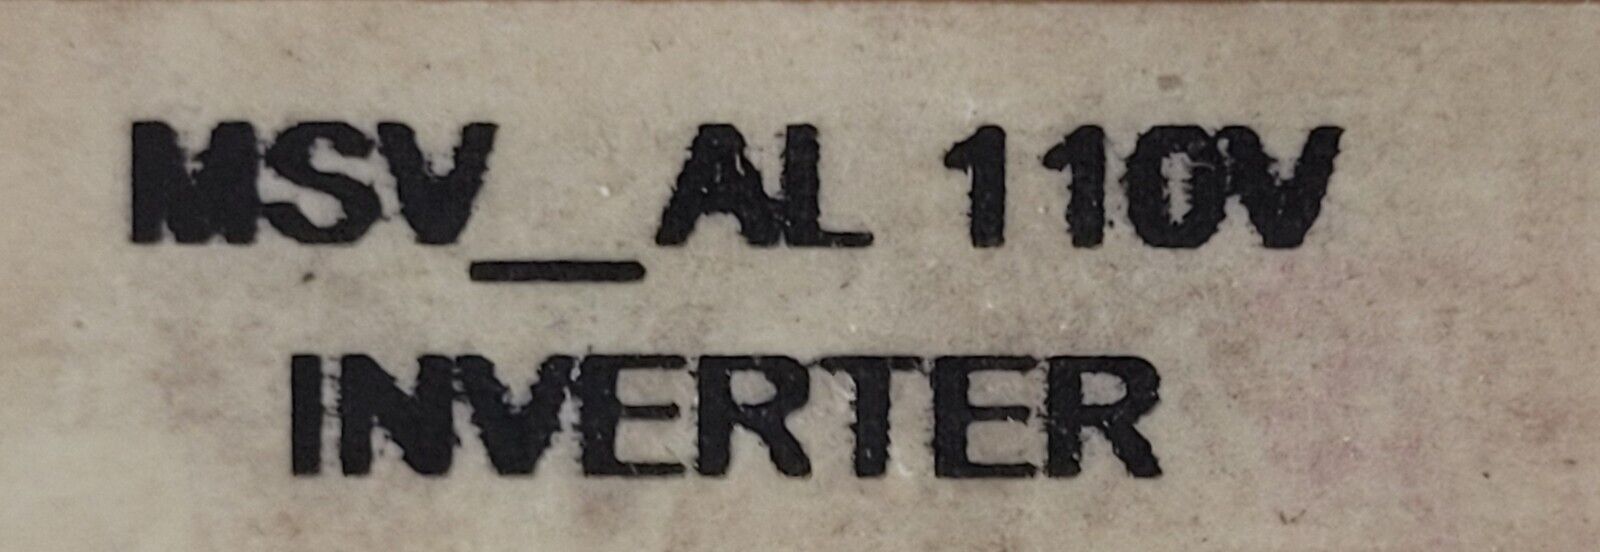 MSV_AL 110V
INVERTER